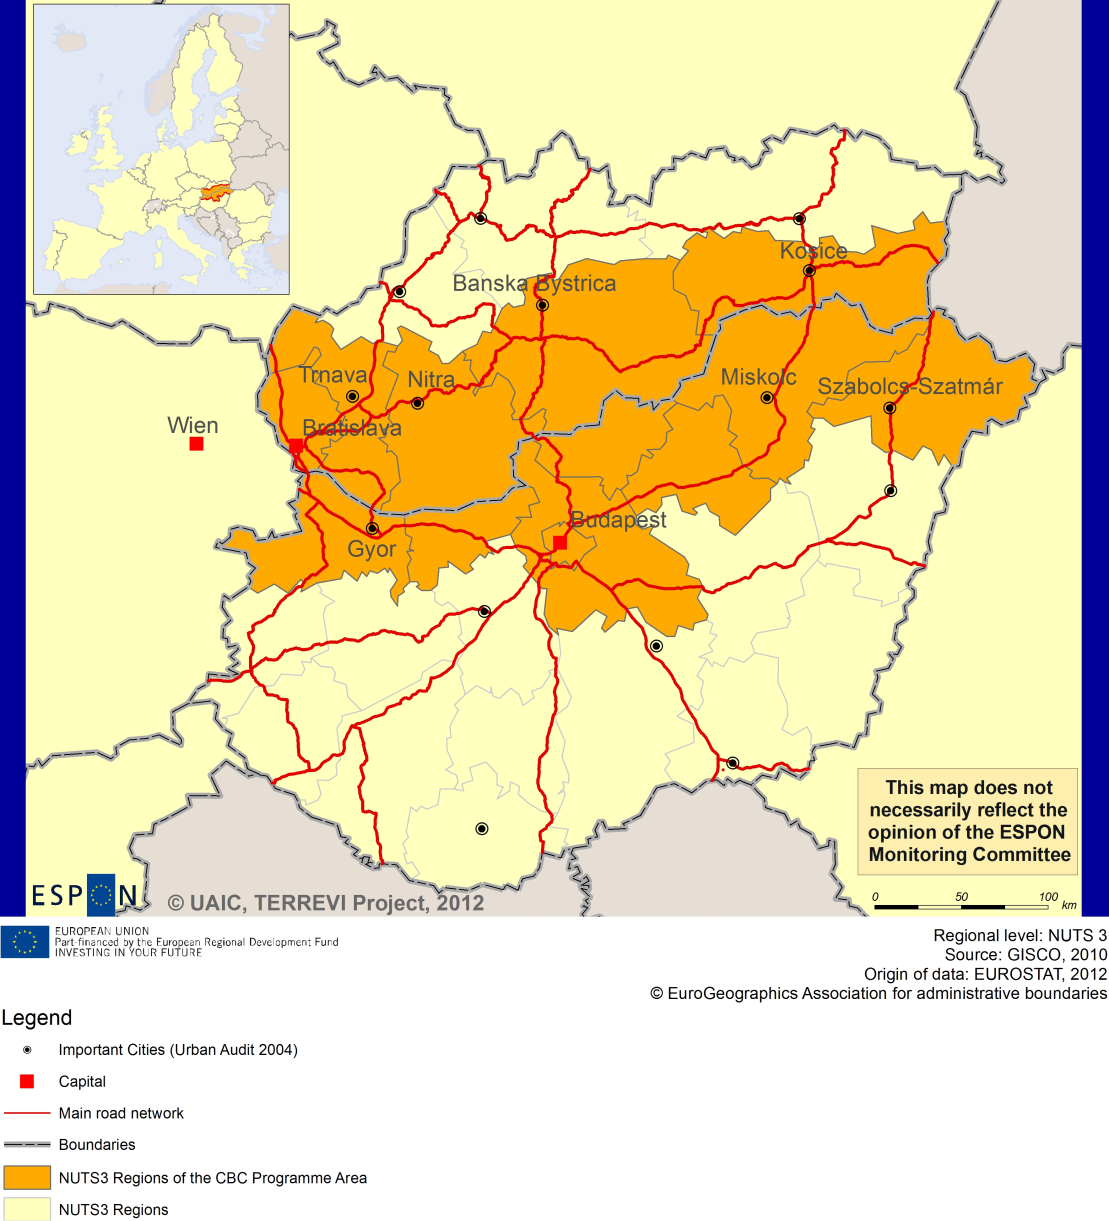 Kosice
Banska Bystrica
Trnava
Nitra
Miskolc
Szabolcs-Szatmár
Wien
Bratislava
Budapest
Gyor
This map does not
necessarily reflect the
opinion of the ESPON
Monitoring Committee
0 50 100
km
ESPON
© UAIC, TERREVI Project, 2012
EUROPEAN UNION
Part-financed by the European Regional Development Fund
INVESTING IN YOUR FUTURE
Regional level: NUTS 3
Source: GISCO, 2010
Origin of data: EUROSTAT, 2012
© EuroGeographics Association for administrative boundaries
Legend
Important Cities (Urban Audit 2004)
Capital
Main road network
Boundaries
NUTS3 Regions of the CBC Programme Area
NUTS3 Regions